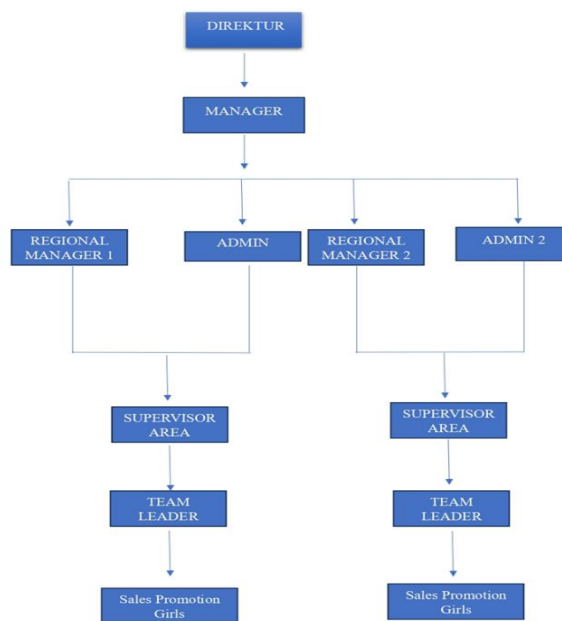 DIREKTUR
MANAGER
REGIONAL
MANAGER 1
ADMIN
REGIONAL
MANAGER 2
ADMIN 2
SUPERVISOR
AREA
SUPERVISOR
AREA
TEAM
LEADER
TEAM
LEADER
Sales Promotion
Girls
Sales Promotion
Girls